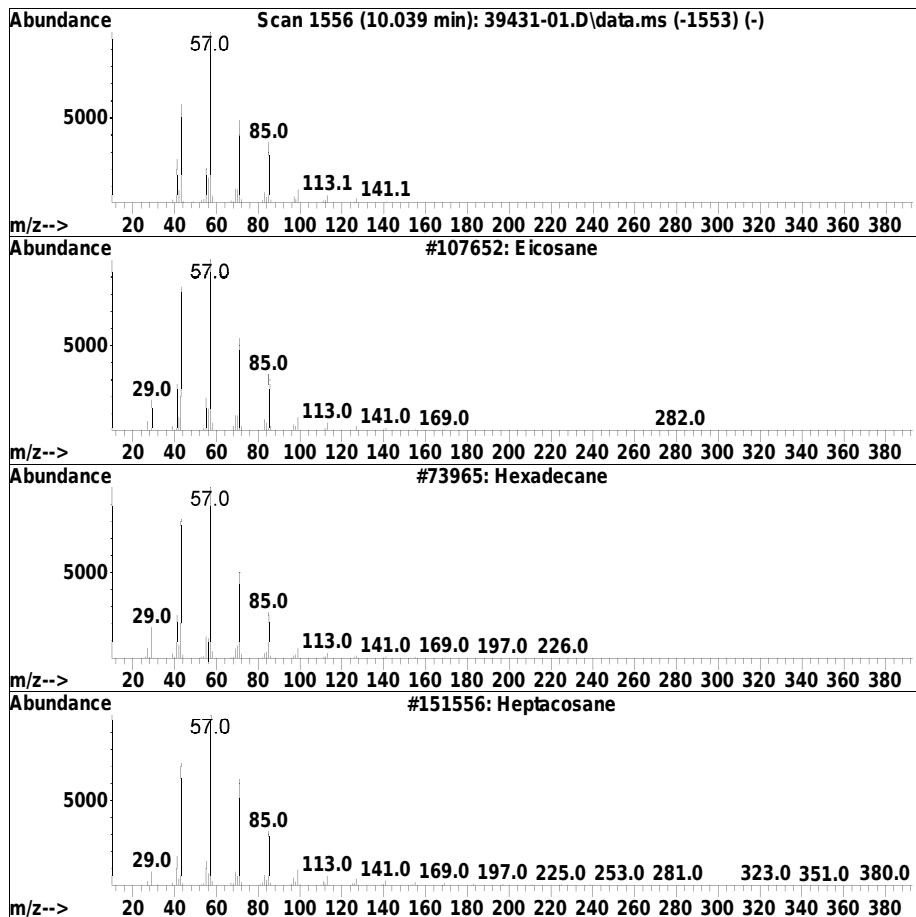 Abundance Scan 1556 (10.039 min): 39431-01.D\data.ms (-1553) (-)
57.0
5000
85.0
113.1
141.1
m/z--> 20 40 60 80 100 120 140 160 180 200 220 240 260 280 300 320 340 360 380
Abundance #107652: Eicosane
57.0
5000
85.0
29.0
113.0 141.0 169.0 282.0
m/z--> 20 40 60 80 100 120 140 160 180 200 220 240 260 280 300 320 340 360 380
Abundance #73965: Hexadecane
57.0
5000
85.0
29.0
113.0 141.0 169.0 197.0 226.0
m/z--> 20 40 60 80 100 120 140 160 180 200 220 240 260 280 300 320 340 360 380
Abundance #151556: Heptacosane
57.0
5000
85.0
29.0 113.0 141.0 169.0 197.0 225.0 253.0 281.0 323.0 351.0 380.0
m/z--> 20 40 60 80 100 120 140 160 180 200 220 240 260 280 300 320 340 360 380